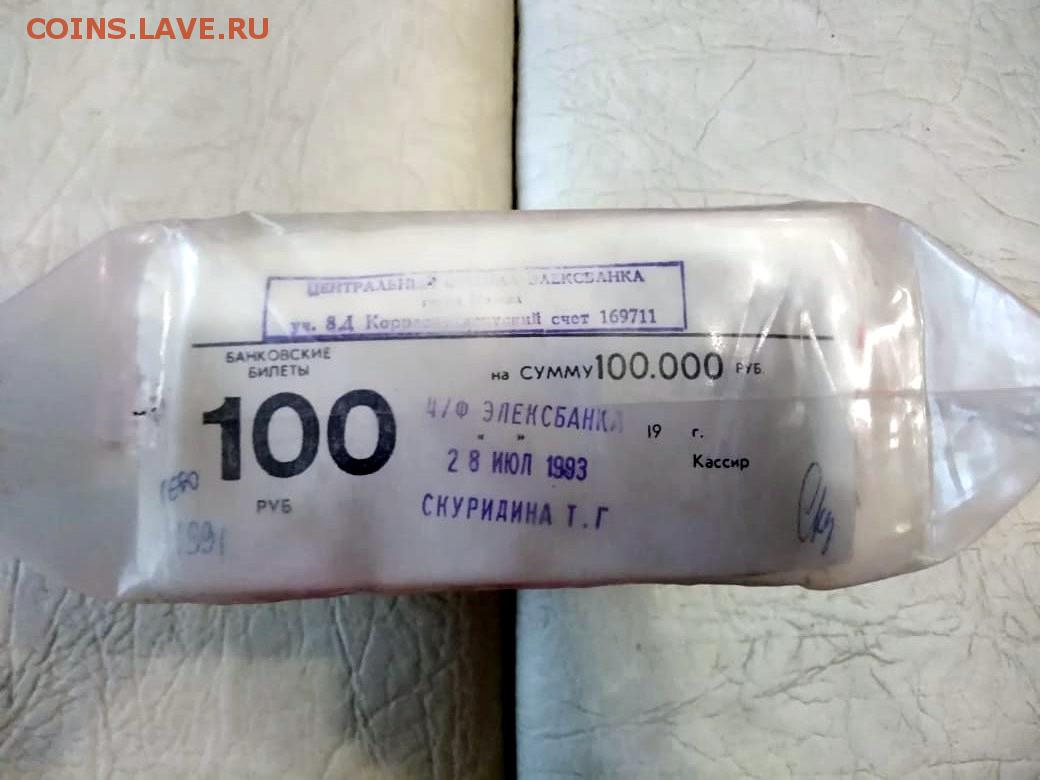 COINS.LAVE.RU
ЦЕНТРАЛЬНЫЙ ЭЛЕКСБАНКА
уч. 8Д счет 169711
БАНКОВСКИЕ
БИЛЕТЫ
на СУММУ 100.000 РУБ.
100
РУБ
Ч/Ф ЭЛЕКСБАНКА
" " 19 г.
28 ИЮЛ 1993
Кассир
СКУРИДИНА Т.Г
1991